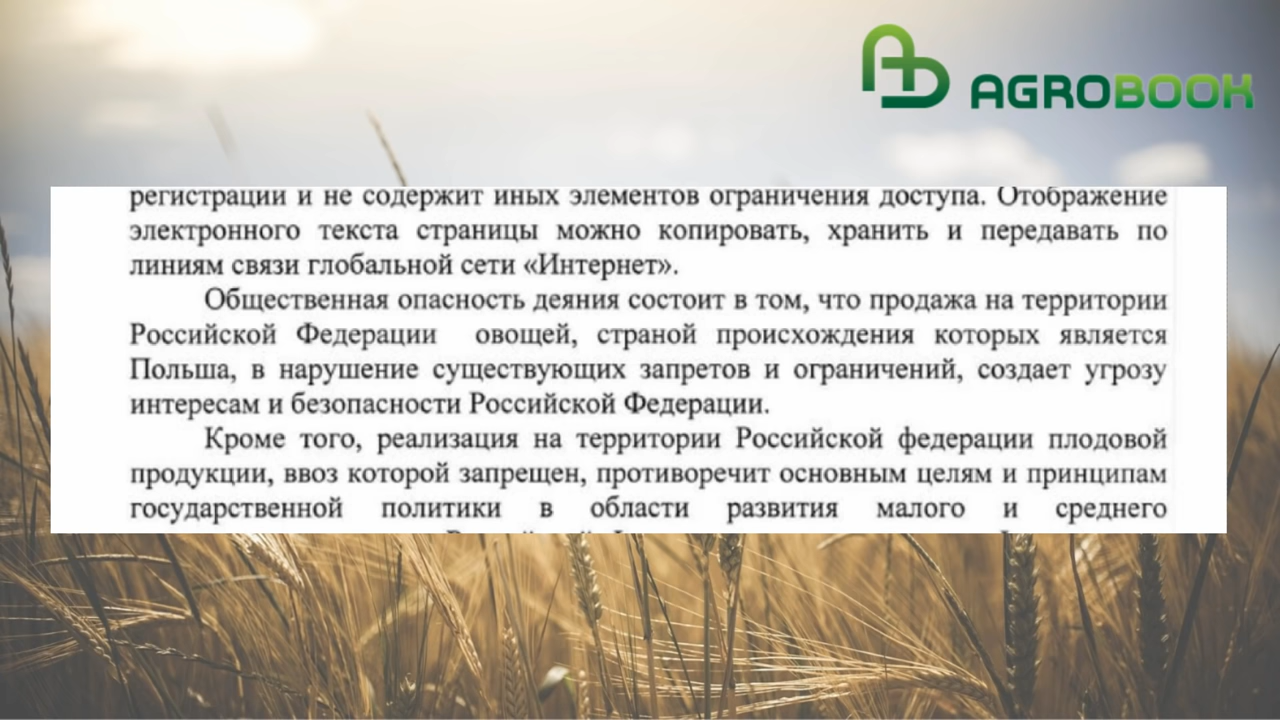 AGROBOOK
регистрации и не содержит иных элементов ограничения доступа. Отображение
электронного текста страницы можно копировать, хранить и передавать по
линиям связи глобальной сети «Интернет».
Общественная опасность деяния состоит в том, что продажа на территории
Российской Федерации овощей, страной происхождения которых является
Польша, в нарушение существующих запретов и ограничений, создает угрозу
интересам и безопасности Российской Федерации.
Кроме того, реализация на территории Российской федерации плодовой
продукции, ввоз которой запрещен, противоречит основным целям и принципам
государственной политики в области развития малого и среднего